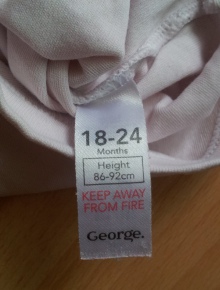 18-24
Months
Height
86-92cm
KEEP AWAY
FROM FIRE
George.